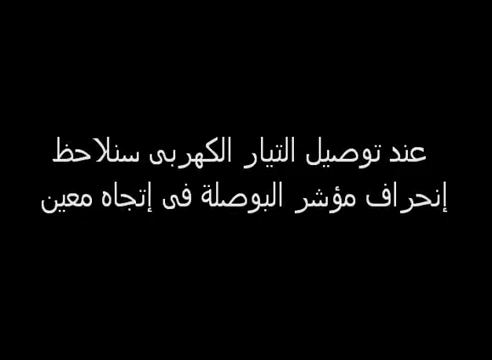 عند توصيل التيار الكهربى سنلاحظ
إنحراف مؤشر البوصلة فى إتجاه معين